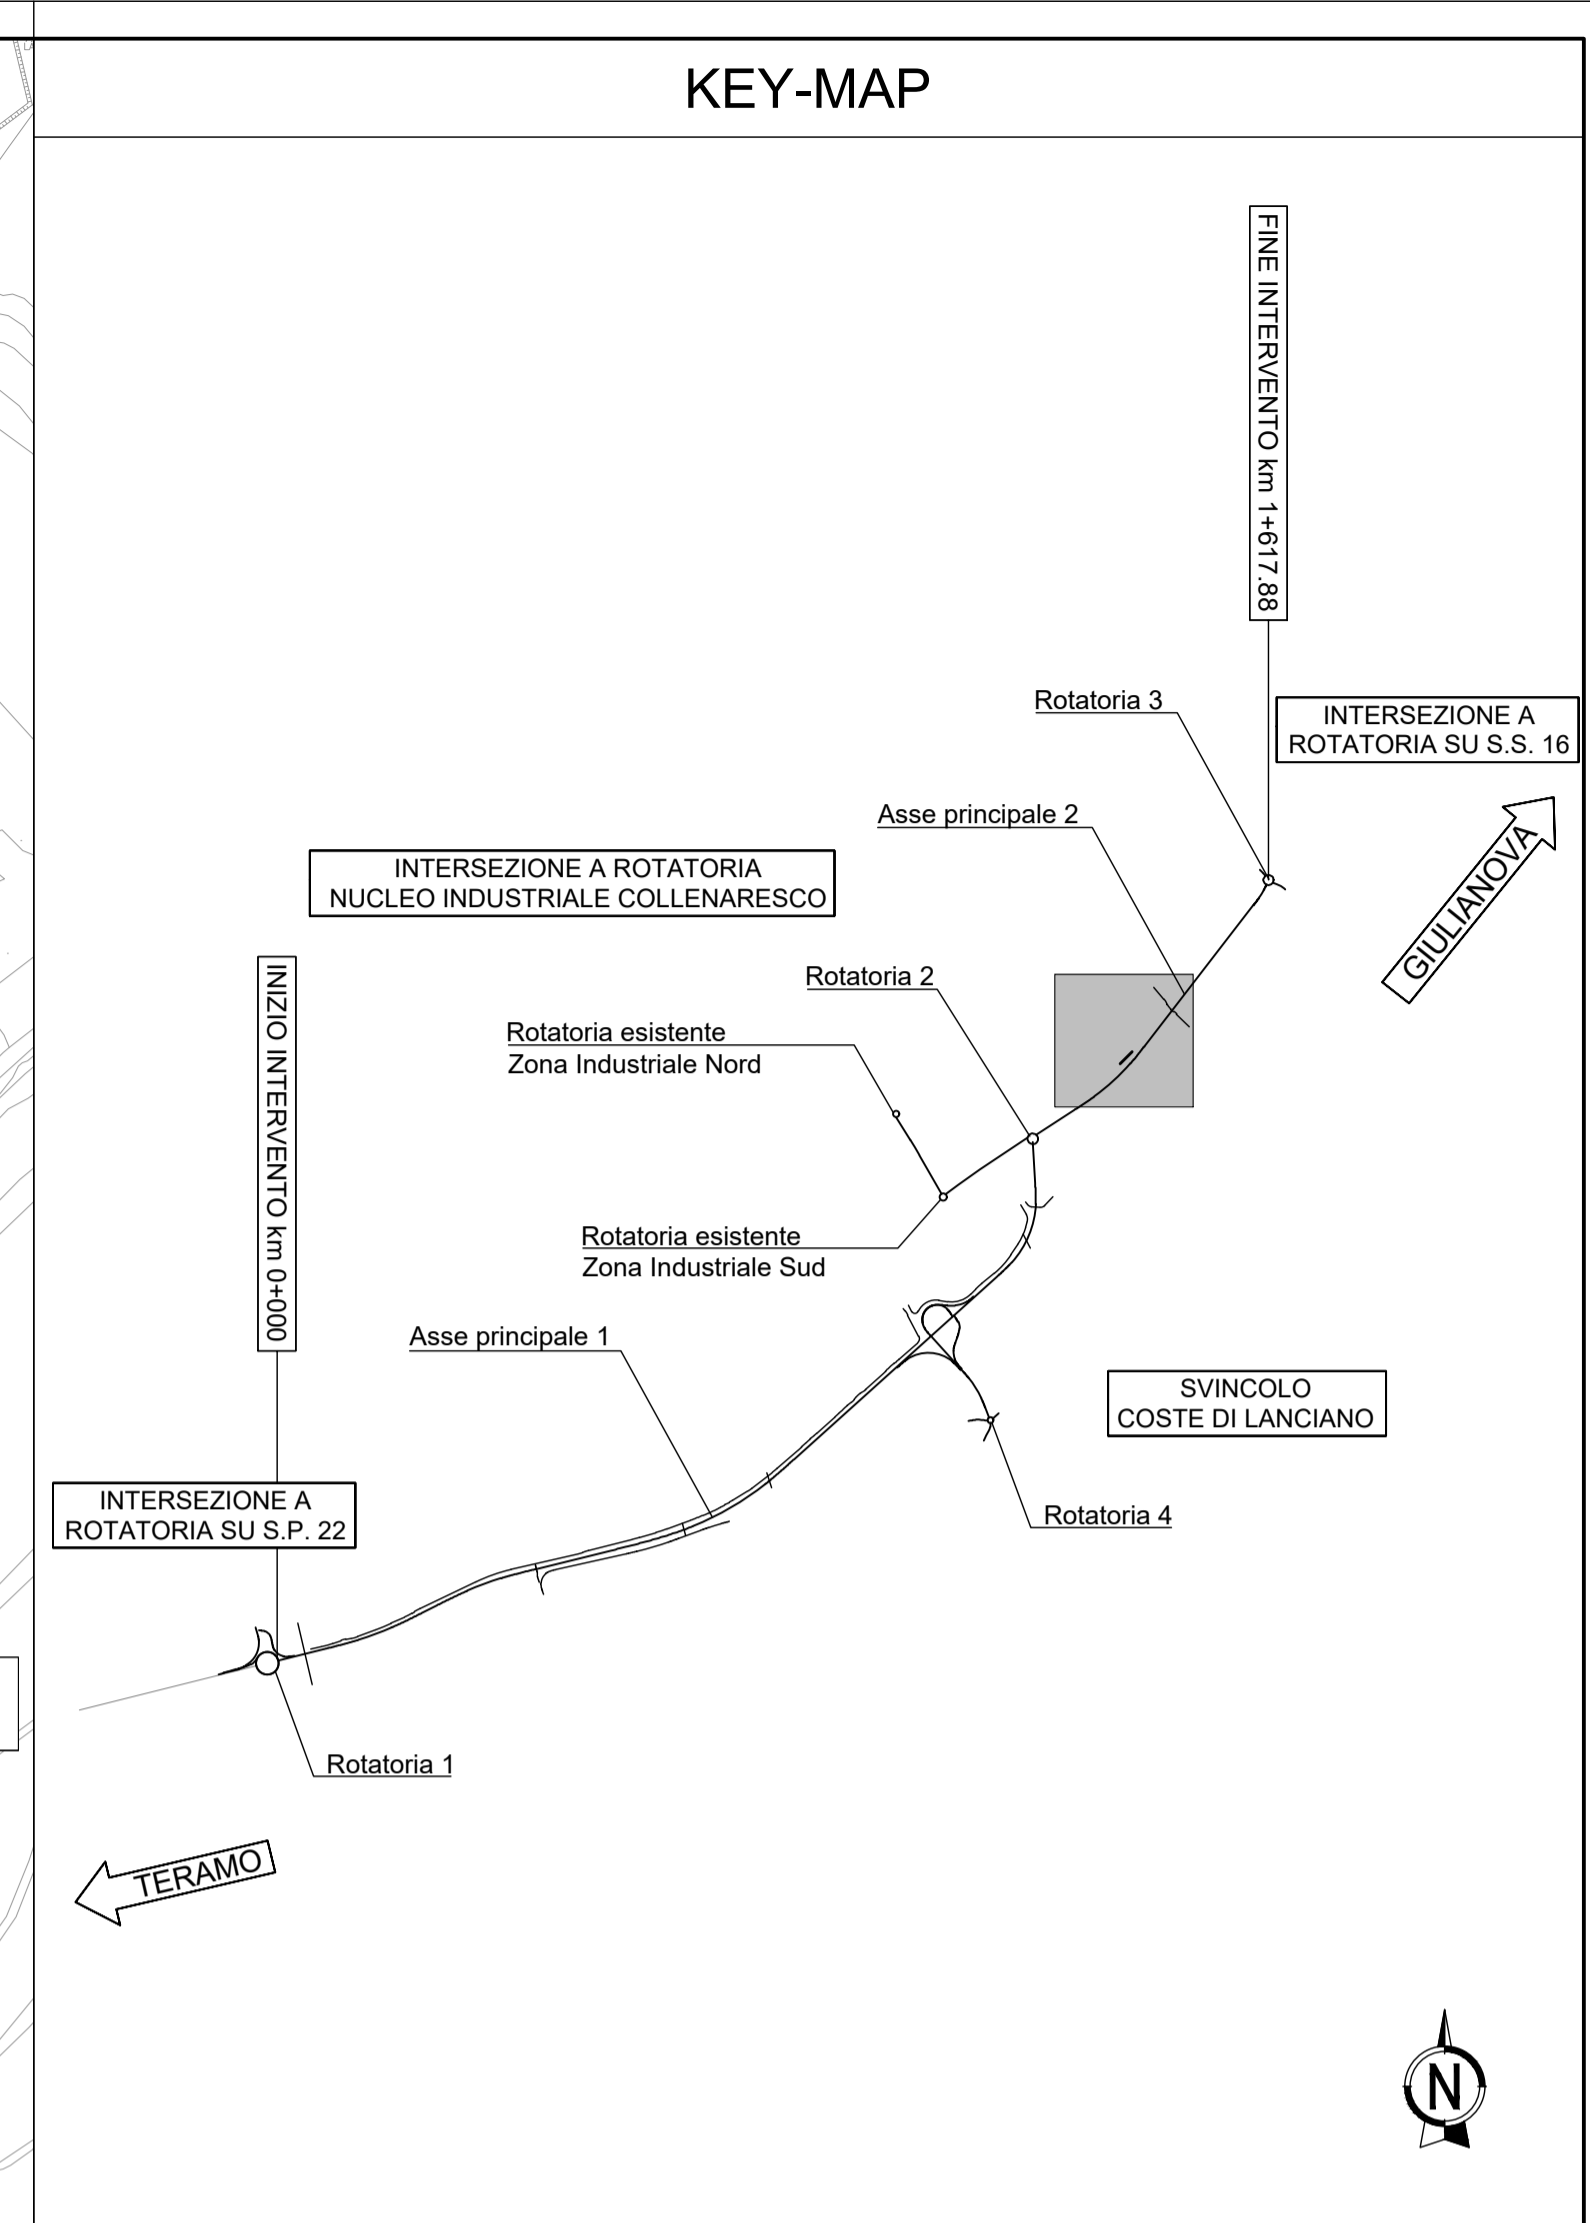 KEY-MAP
FINE INTERVENTO km 1+617.88
Rotatoria 3
INTERSEZIONE A
ROTATORIA SU S.S. 16
Asse principale 2
GIULIANOVA
INTERSEZIONE A ROTATORIA
NUCLEO INDUSTRIALE COLLENARESCO
INIZIO INTERVENTO km 0+000
Rotatoria 2
Rotatoria esistente
Zona Industriale Nord
Rotatoria esistente
Zona Industriale Sud
Asse principale 1
SVINCOLO
COSTE DI LANCIANO
INTERSEZIONE A
ROTATORIA SU S.P. 22
Rotatoria 4
Rotatoria 1
TERAMO
N